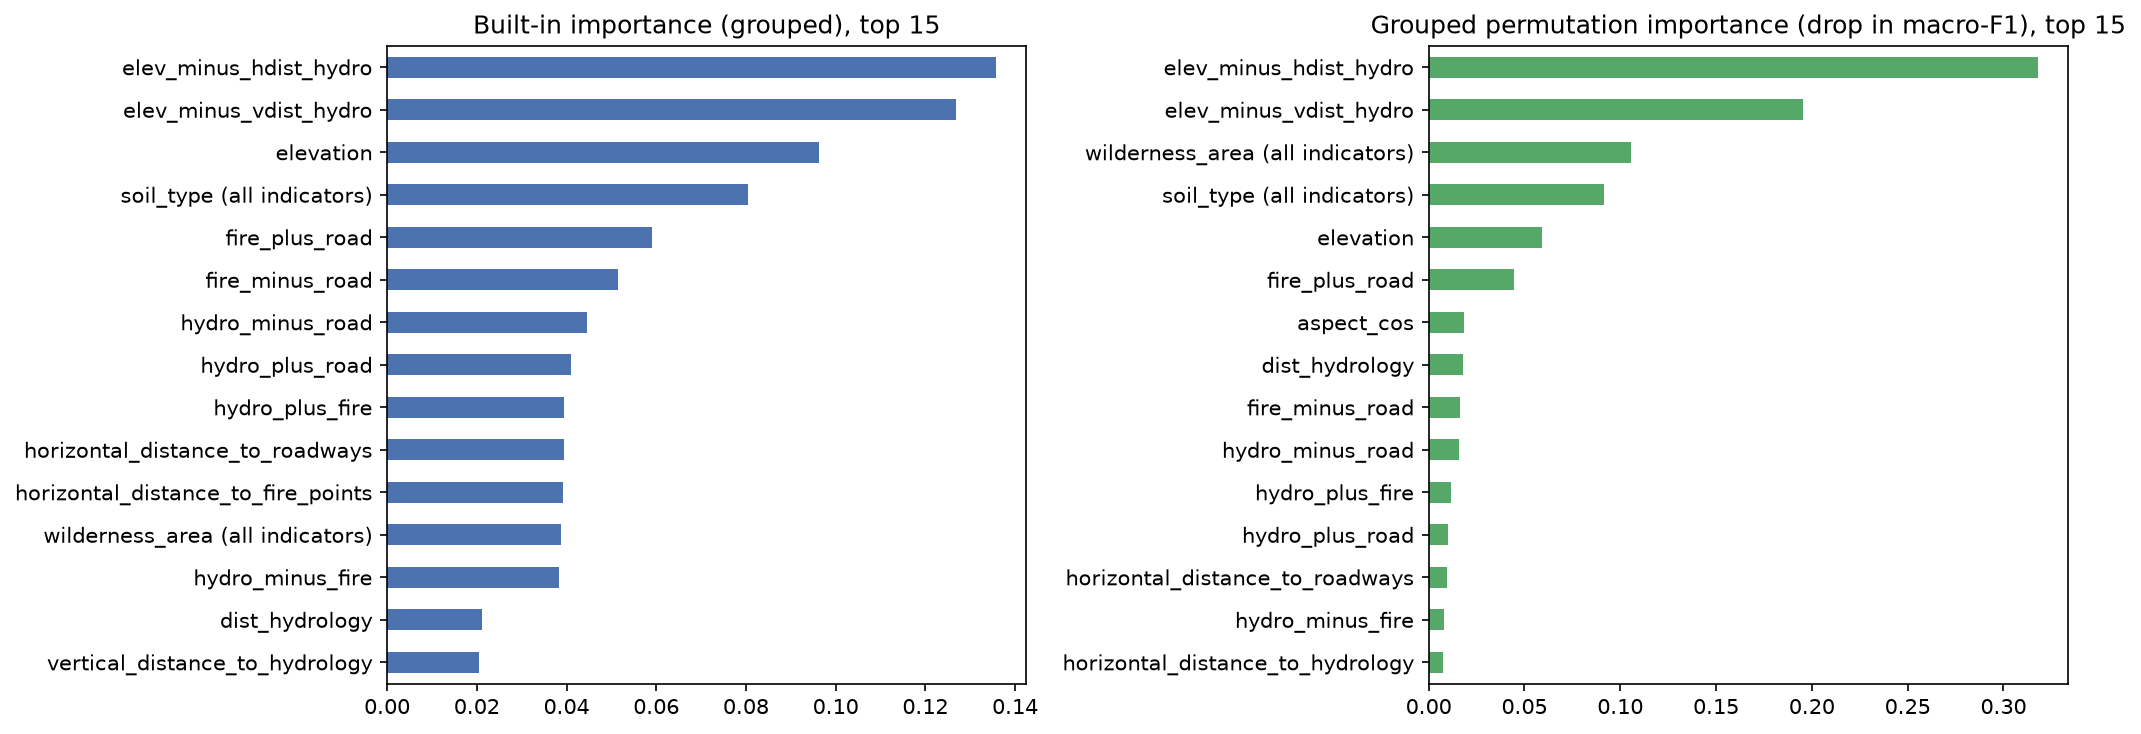 Built-in importance (grouped), top 15
elev_minus_hdist_hydro
elev_minus_vdist_hydro
elevation
soil_type (all indicators)
fire_plus_road
fire_minus_road
hydro_minus_road
hydro_plus_road
hydro_plus_fire
horizontal_distance_to_roadways
horizontal_distance_to_fire_points
wilderness_area (all indicators)
hydro_minus_fire
dist_hydrology
vertical_distance_to_hydrology
0.00 0.02 0.04 0.06 0.08 0.10 0.12 0.14
Grouped permutation importance (drop in macro-F1), top 15
elev_minus_hdist_hydro
elev_minus_vdist_hydro
wilderness_area (all indicators)
soil_type (all indicators)
elevation
fire_plus_road
aspect_cos
dist_hydrology
fire_minus_road
hydro_minus_road
hydro_plus_fire
hydro_plus_road
horizontal_distance_to_roadways
hydro_minus_fire
horizontal_distance_to_hydrology
0.00 0.05 0.10 0.15 0.20 0.25 0.30